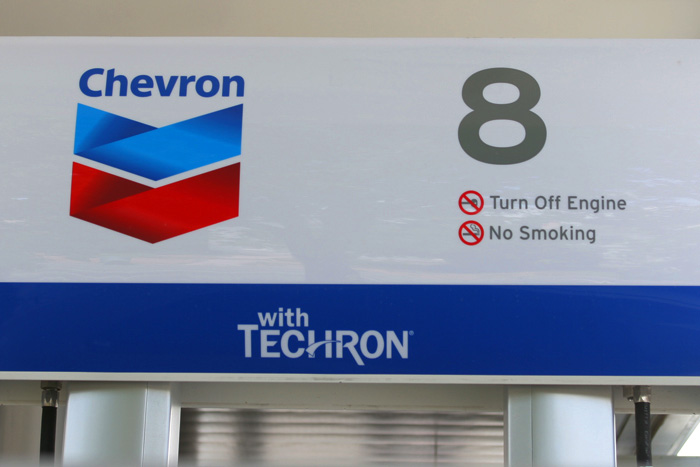 Chevron
8
Turn Off Engine
No Smoking
with
TECHRON®